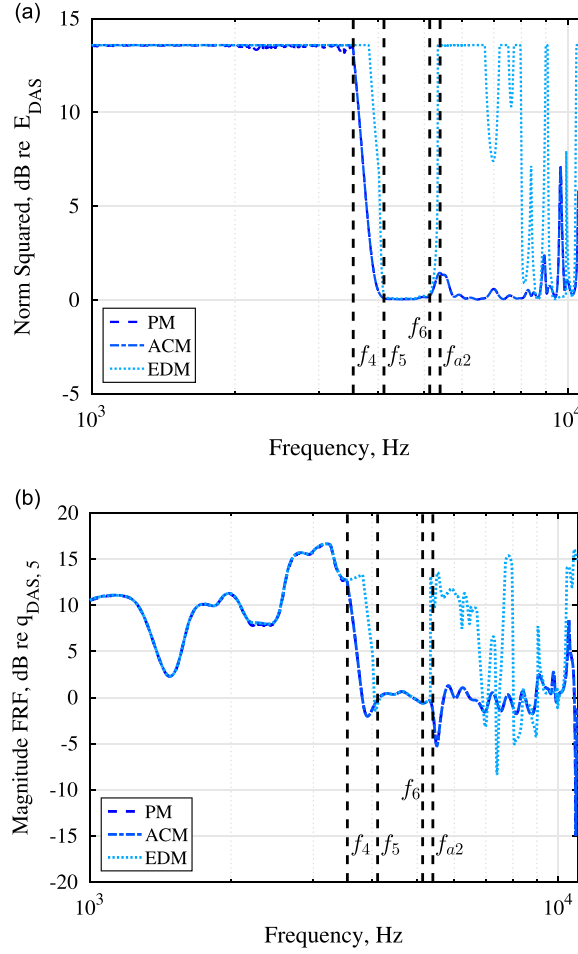 (a)
15
10
5
0
-5
Norm Squared, dB re E_DAS
PM
ACM
EDM
f_4
f_5
f_6
f_a2
10^3
10^4
Frequency, Hz
(b)
20
15
10
5
0
-5
-10
-15
-20
Magnitude FRF, dB re q_DAS, 5
PM
ACM
EDM
f_4
f_5
f_6
f_a2
10^3
10^4
Frequency, Hz